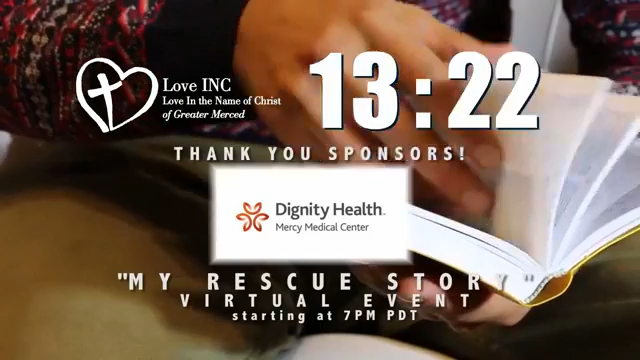 Love INC
Love In the Name of Christ
of Greater Merced
13:22
THANK YOU SPONSORS!
Dignity Health
Mercy Medical Center
"MY RESCUE STORY"
VIRTUAL EVENT
starting at 7PM PDT